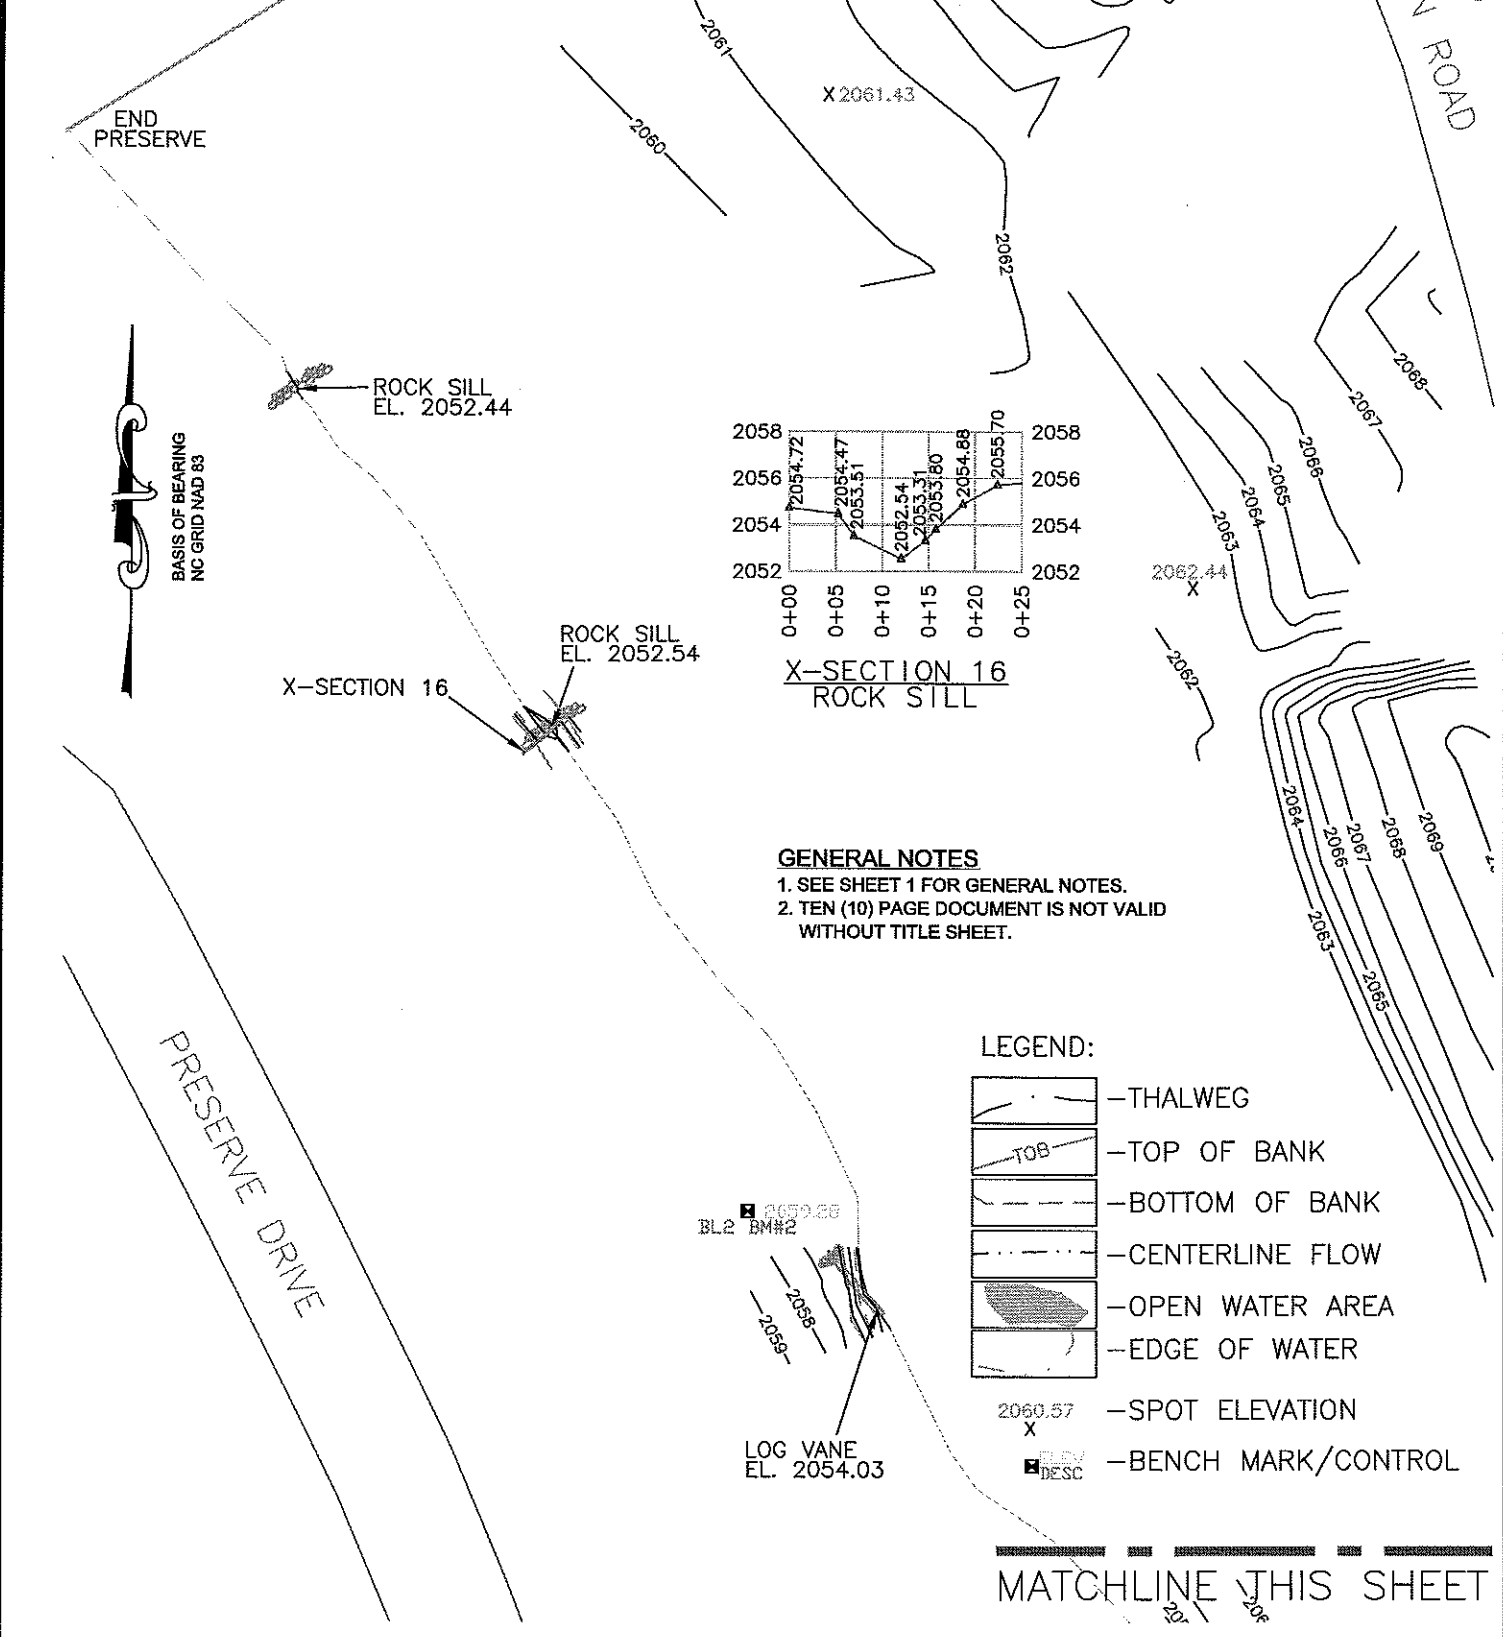 2061
N ROAD
X 2061.43
END
PRESERVE
2060
2062
ROCK SILL
EL. 2052.44
BASIS OF BEARING
NC GRID NAD 83
2068
2067
2066
2065
2064
2063
2058
2056
2054
2052
2054.72
2054.47
2053.51
2052.54
2053.31
2053.80
2054.88
2055.70
2058
2056
2054
2052
0+00
0+05
0+10
0+15
0+20
0+25
X-SECTION 16
ROCK SILL
2062.44
X
ROCK SILL
EL. 2052.54
X-SECTION 16
2062
2064
2066
2067
2068
2069
2063
2065
GENERAL NOTES
1. SEE SHEET 1 FOR GENERAL NOTES.
2. TEN (10) PAGE DOCUMENT IS NOT VALID
WITHOUT TITLE SHEET.
PRESERVE DRIVE
LEGEND:
-THALWEG
TOB
-TOP OF BANK
-BOTTOM OF BANK
-CENTERLINE FLOW
-OPEN WATER AREA
-EDGE OF WATER
2060.57
X
-SPOT ELEVATION
ELEV
DESC
-BENCH MARK/CONTROL
BL2 BM#2
2058
2059
LOG VANE
EL. 2054.03
MATCHLINE THIS SHEET